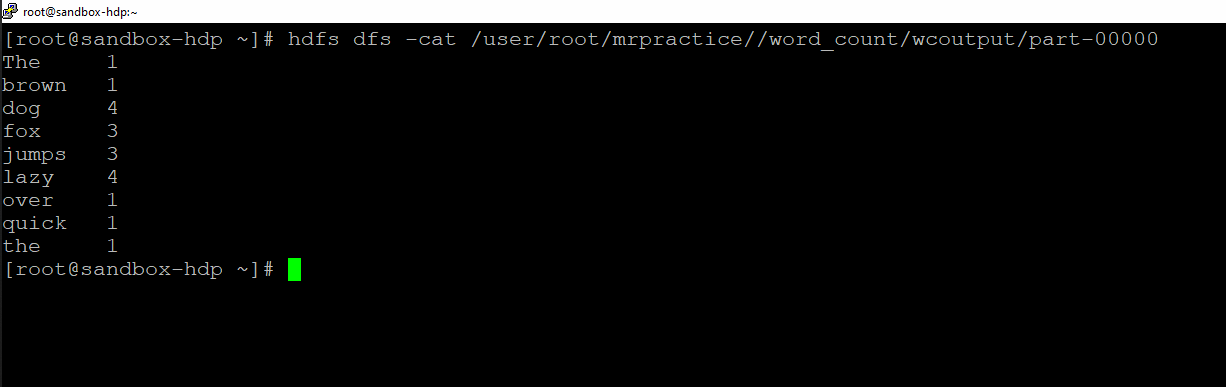 root@sandbox-hdp:~
[root@sandbox-hdp ~]# hdfs dfs -cat /user/root/mrpractice//word_count/wcoutput/part-00000
The 1
brown 1
dog 4
fox 3
jumps 3
lazy 4
over 1
quick 1
the 1
[root@sandbox-hdp ~]#